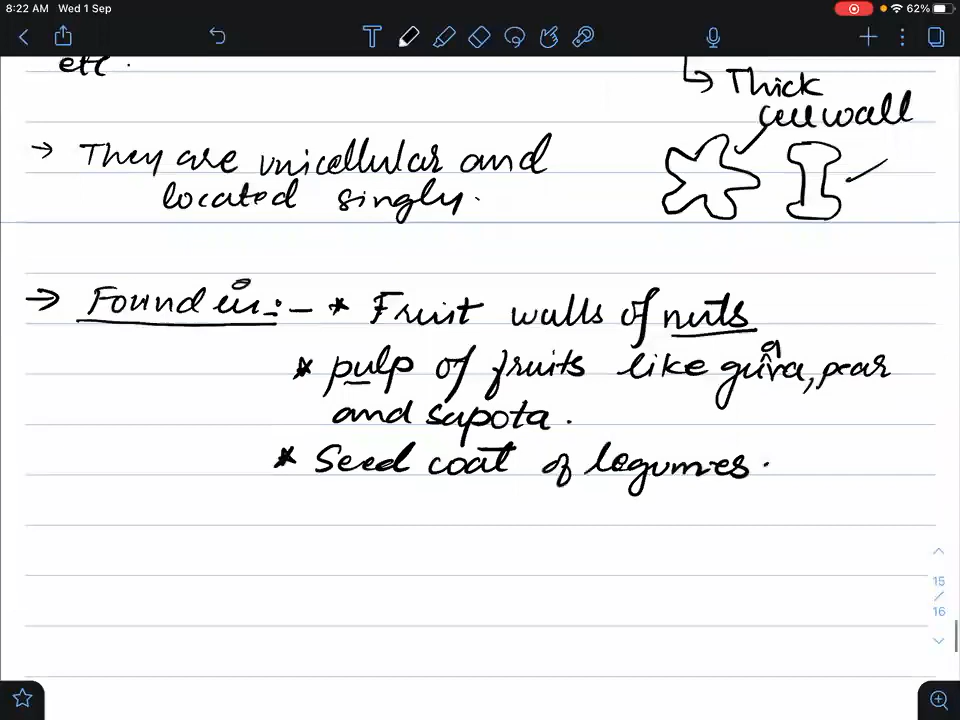 8:22 AM Wed 1 Sep
62%
etc.
↳ Thick
cell wall
→ They are unicellular and
located singly.
→ Found in:- * Fruit walls of nuts
* pulp of fruits like guava, pear
and sapota.
* Seed coat of legumes.
15
/
16